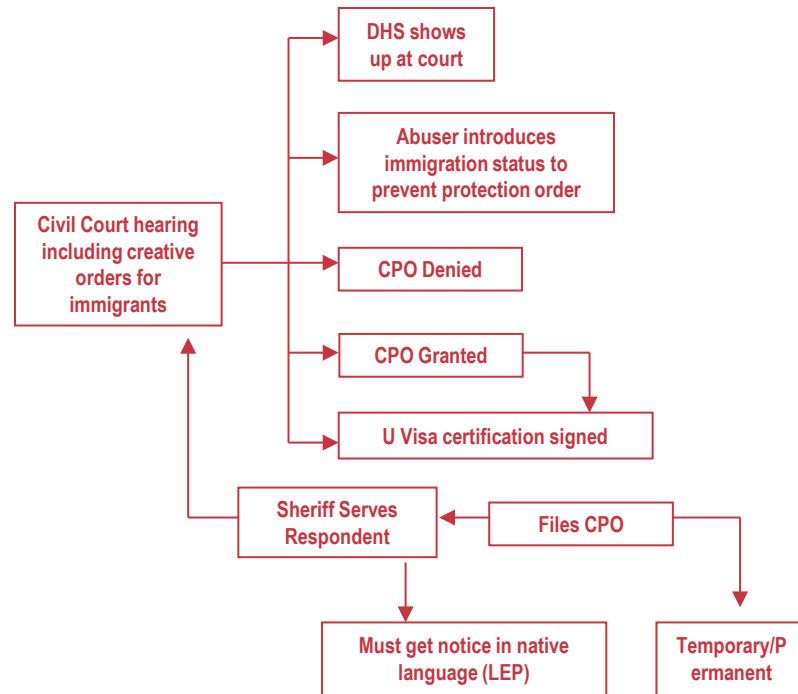 DHS shows
up at court
Abuser introduces
immigration status to
prevent protection order
Civil Court hearing
including creative
orders for
immigrants
CPO Denied
CPO Granted
U Visa certification signed
Sheriff Serves
Respondent
Files CPO
Must get notice in native
language (LEP)
Temporary/P
ermanent